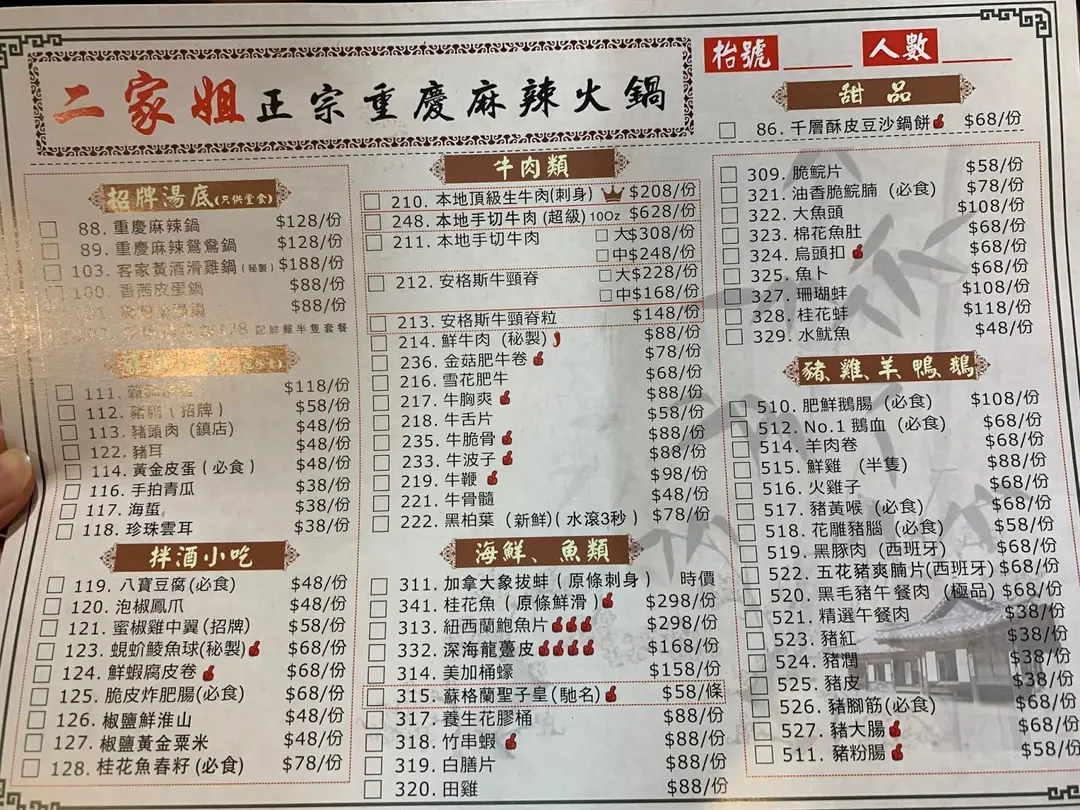 二家姐正宗重慶麻辣火鍋
枱號
人數
招牌湯底(只供堂食)
88. 重慶麻辣鍋 $128/份
89. 重慶麻辣鴛鴦鍋 $128/份
103. 客家黃酒滑雞鍋(秘製) $188/份
100. 香茜皮蛋鍋 $88/份
$88/份
配鮮雞半隻套餐
111. $118/份
112. 豬腳(招牌) $58/份
113. 豬頭肉(鎮店) $48/份
122. 豬耳 $48/份
114. 黃金皮蛋(必食) $48/份
116. 手拍青瓜 $38/份
117. 海蜇 $38/份
118. 珍珠雲耳 $38/份
拌酒小吃
119. 八寶豆腐(必食) $48/份
120. 泡椒鳳爪 $48/份
121. 蜜椒雞中翼(招牌) $58/份
123. 蜆蚧鯪魚球(秘製) $68/份
124. 鮮蝦腐皮卷 $68/份
125. 脆皮炸肥腸(必食) $68/份
126. 椒鹽鮮淮山 $48/份
127. 椒鹽黃金粟米 $48/份
128. 桂花魚春籽(必食) $78/份
牛肉類
210. 本地頂級生牛肉(刺身) $208/份
248. 本地手切牛肉(超級)10Oz $628/份
211. 本地手切牛肉 大$308/份
中$248/份
212. 安格斯牛頸脊 大$228/份
中$168/份
213. 安格斯牛頸脊粒 $148/份
214. 鮮牛肉(秘製) $88/份
236. 金菇肥牛卷 $78/份
216. 雪花肥牛 $68/份
217. 牛胸爽 $88/份
218. 牛舌片 $58/份
235. 牛脆骨 $88/份
233. 牛波子 $88/份
219. 牛鞭 $98/份
221. 牛骨髓 $48/份
222. 黑柏葉(新鮮)(水滾3秒) $78/份
海鮮、魚類
311. 加拿大象拔蚌(原條刺身) 時價
341. 桂花魚(原條鮮滑) $298/份
313. 紐西蘭鮑魚片 $298/份
332. 深海龍躉皮 $168/份
314. 美加桶蠔 $158/份
315. 蘇格蘭聖子皇(馳名) $58/條
317. 養生花膠桶 $88/份
318. 竹串蝦 $88/份
319. 白膳片 $88/份
320. 田雞 $88/份
甜品
86. 千層酥皮豆沙鍋餅 $68/份
309. 脆鯇片 $58/份
321. 油香脆鯇腩(必食) $78/份
322. 大魚頭 $108/份
323. 棉花魚肚 $68/份
324. 烏頭扣 $68/份
325. 魚卜 $68/份
327. 珊瑚蚌 $108/份
328. 桂花蚌 $118/份
329. 水魷魚 $48/份
豬、雞、羊、鴨、鵝
510. 肥鮮鵝腸(必食) $108/份
512. No.1鵝血(必食) $68/份
514. 羊肉卷 $68/份
515. 鮮雞(半隻) $88/份
516. 火雞子 $68/份
517. 豬黃喉(必食) $68/份
518. 花雕豬腦(必食) $58/份
519. 黑豚肉(西班牙) $68/份
522. 五花豬爽腩片(西班牙) $68/份
520. 黑毛豬午餐肉(極品) $68/份
521. 精選午餐肉 $38/份
523. 豬紅 $38/份
524. 豬潤 $38/份
525. 豬皮 $38/份
526. 豬腳筋(必食) $68/份
527. 豬大腸 $68/份
511. 豬粉腸 $58/份